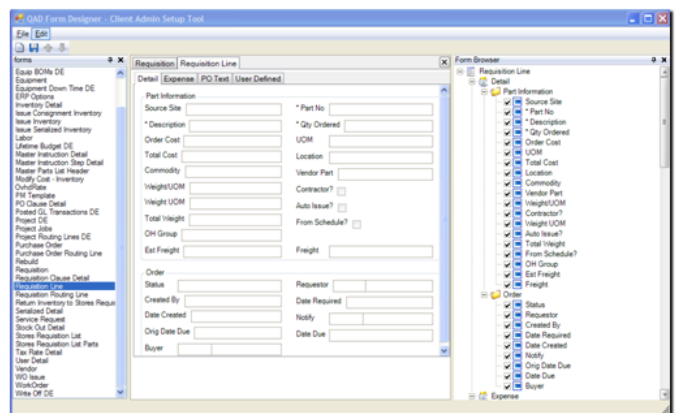 QAD Form Designer - Client Admin Setup Tool
File Edit
forms
Equip BOMs DE
Equipment
Equipment Down Time DE
ERP Options
Inventory Detail
Issue Consignment Inventory
Issue Inventory
Issue Serialized Inventory
Labor
Lifetime Budget DE
Master Instruction Detail
Master Instruction Step Detail
Master Parts List Header
Modify Cost - Inventory
OvhdRate
PM Template
PO Clause Detail
Posted GL Transactions DE
Project DE
Project Jobs
Project Routing Lines DE
Purchase Order
Purchase Order Routing Line
Rebuild
Requisition
Requisition Clause Detail
Requisition Line
Requisition Routing Line
Return Inventory to Stores Requis
Serialized Detail
Service Request
Stock Out Detail
Stores Requisition List
Stores Requisition List Parts
Tax Rate Detail
User Detail
Vendor
WO Issue
WorkOrder
Write Off DE
Requisition Requisition Line
Detail Expense PO Text User Defined
Part Information
Source Site * Part No
* Description * Qty Ordered
Order Cost UOM
Total Cost Location
Commodity Vendor Part
Weight/UOM Contractor?
Weight UOM Auto Issue?
Total Weight From Schedule?
OH Group
Est Freight Freight
Order
Status Requestor
Created By Date Required
Date Created Notify
Orig Date Due Date Due
Buyer
Form Browser
Requisition Line
Detail
Part Information
Source Site
* Part No
* Description
* Qty Ordered
Order Cost
UOM
Total Cost
Location
Commodity
Vendor Part
Weight/UOM
Contractor?
Weight UOM
Auto Issue?
Total Weight
From Schedule?
OH Group
Est Freight
Freight
Order
Status
Requestor
Created By
Date Required
Date Created
Notify
Orig Date Due
Date Due
Buyer
Expense